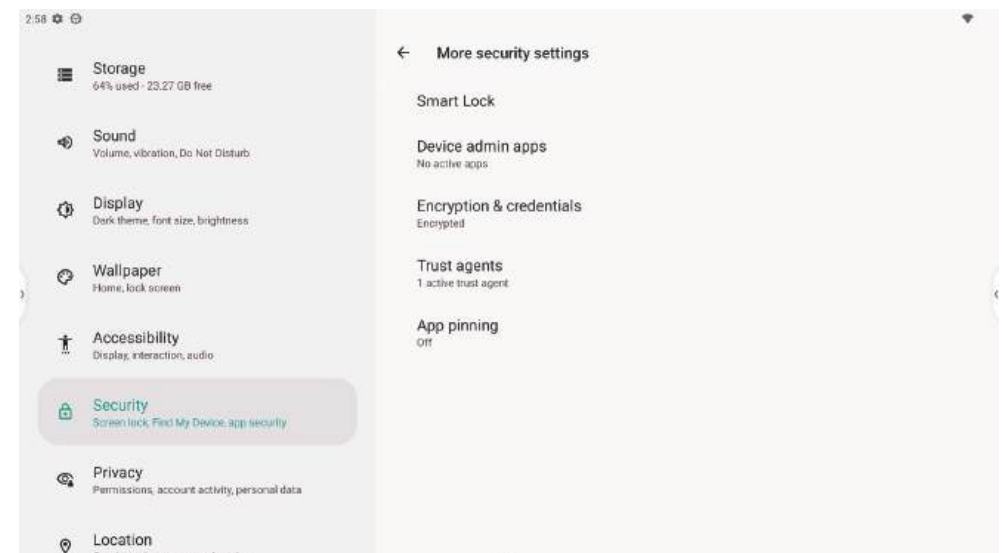 2:58
Storage
64% used - 23.27 GB free
Sound
Volume, vibration, Do Not Disturb
Display
Dark theme, font size, brightness
Wallpaper
Home, lock screen
Accessibility
Display, interaction, audio
Security
Screen lock, Find My Device, app security
Privacy
Permissions, account activity, personal data
Location
More security settings
Smart Lock
Device admin apps
No active apps
Encryption & credentials
Encrypted
Trust agents
1 active trust agent
App pinning
Off